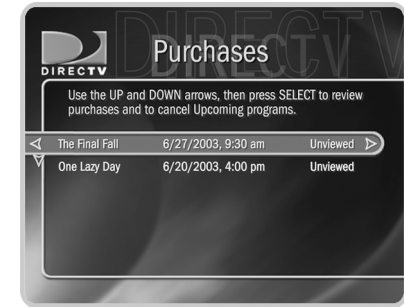 DIRECTV
DIRECTV
Purchases
Use the UP and DOWN arrows, then press SELECT to review
purchases and to cancel Upcoming programs.
The Final Fall 6/27/2003, 9:30 am Unviewed
One Lazy Day 6/20/2003, 4:00 pm Unviewed